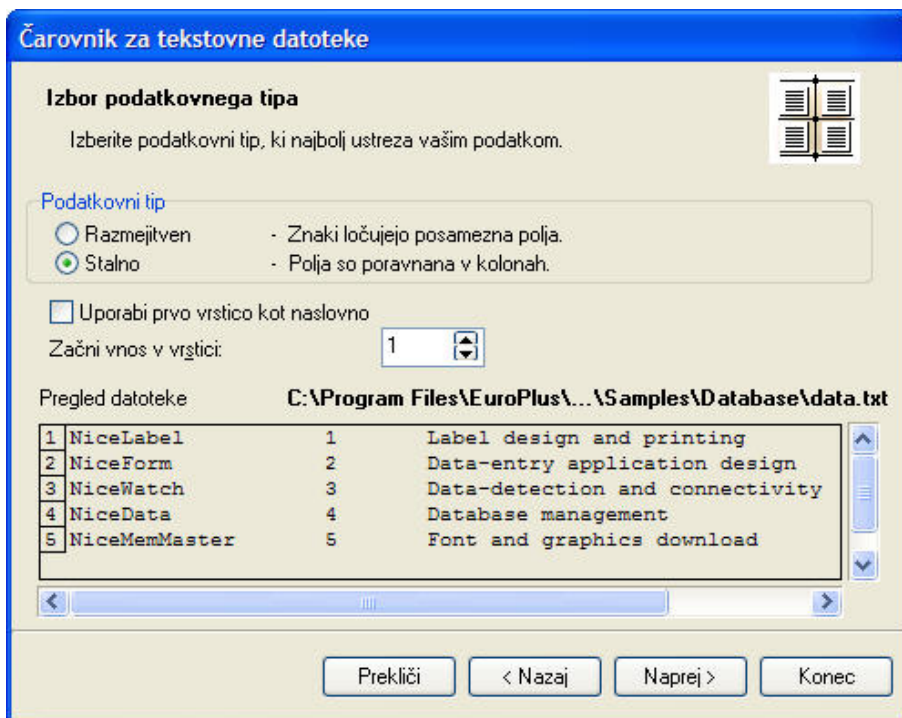 Čarovnik za tekstovne datoteke
Izbor podatkovnega tipa
Izberite podatkovni tip, ki najbolj ustreza vašim podatkom.
Podatkovni tip
Razmejitven - Znaki ločujejo posamezna polja.
Stalno - Polja so poravnana v kolonah.
Uporabi prvo vrstico kot naslovno
Začni vnos v vrstici: 1
Pregled datoteke C:\Program Files\EuroPlus\...\Samples\Database\data.txt
1 NiceLabel 1 Label design and printing
2 NiceForm 2 Data-entry application design
3 NiceWatch 3 Data-detection and connectivity
4 NiceData 4 Database management
5 NiceMemMaster 5 Font and graphics download
Prekliči < Nazaj Naprej > Konec